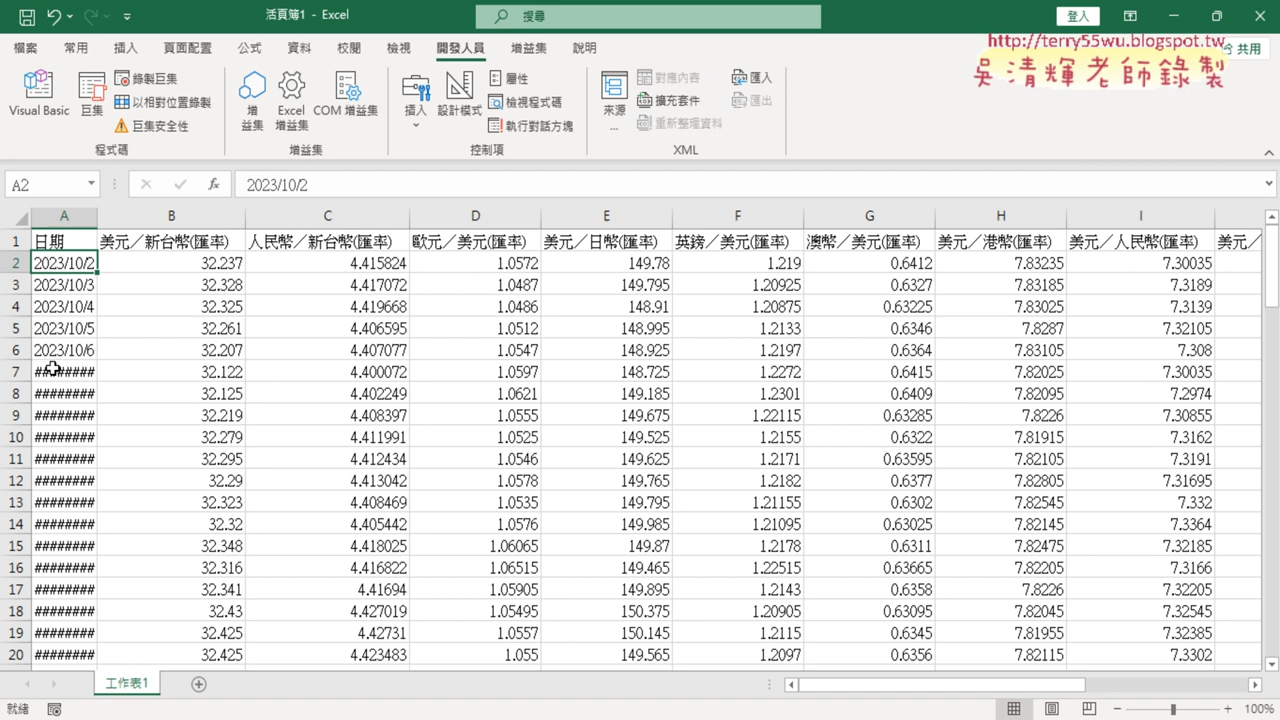 活頁簿1 - Excel
搜尋
登入
http://terry55wu.blogspot.tw
吳清輝老師錄製
檔案 常用 插入 頁面配置 公式 資料 校閱 檢視 開發人員 增益集 說明 共用
Visual Basic 巨集 錄製巨集 以相對位置錄製 巨集安全性 程式碼
增益集 Excel 增益集 COM 增益集 增益集
插入 設計模式 屬性 檢視程式碼 執行對話方塊 控制項
來源... 對應內容 擴充套件 重新整理資料 匯入 匯出 XML
A2 fx 2023/10/2
A B C D E F G H I
1 日期 美元／新台幣(匯率) 人民幣／新台幣(匯率) 歐元／美元(匯率) 美元／日幣(匯率) 英鎊／美元(匯率) 澳幣／美元(匯率) 美元／港幣(匯率) 美元／人民幣(匯率) 美元／
2 2023/10/2 32.237 4.415824 1.0572 149.78 1.219 0.6412 7.83235 7.30035
3 2023/10/3 32.328 4.417072 1.0487 149.795 1.20925 0.6327 7.83185 7.3189
4 2023/10/4 32.325 4.419668 1.0486 148.91 1.20875 0.63225 7.83025 7.3139
5 2023/10/5 32.261 4.406595 1.0512 148.995 1.2133 0.6346 7.8287 7.32105
6 2023/10/6 32.207 4.407077 1.0547 148.925 1.2197 0.6364 7.83105 7.308
7 ######## 32.122 4.400072 1.0597 148.725 1.2272 0.6415 7.82025 7.30035
8 ######## 32.125 4.402249 1.0621 149.185 1.2301 0.6409 7.82095 7.2974
9 ######## 32.219 4.408397 1.0555 149.675 1.22115 0.63285 7.8226 7.30855
10 ######## 32.279 4.411991 1.0525 149.525 1.2155 0.6322 7.81915 7.3162
11 ######## 32.295 4.412434 1.0546 149.625 1.2171 0.63595 7.82105 7.3191
12 ######## 32.29 4.413042 1.0578 149.765 1.2182 0.6377 7.82805 7.31695
13 ######## 32.323 4.408469 1.0535 149.795 1.21155 0.6302 7.82545 7.332
14 ######## 32.32 4.405442 1.0576 149.985 1.21095 0.63025 7.82145 7.3364
15 ######## 32.348 4.418025 1.06065 149.87 1.2178 0.6311 7.82475 7.32185
16 ######## 32.316 4.416822 1.06515 149.465 1.22515 0.63665 7.82205 7.3166
17 ######## 32.341 4.41694 1.05905 149.895 1.2143 0.6358 7.8226 7.32205
18 ######## 32.43 4.427019 1.05495 150.375 1.20905 0.63095 7.82045 7.32545
19 ######## 32.425 4.42731 1.0557 150.145 1.2115 0.6345 7.81955 7.32385
20 ######## 32.425 4.423483 1.055 149.565 1.2097 0.6356 7.82115 7.3302
工作表1
就緒
100%